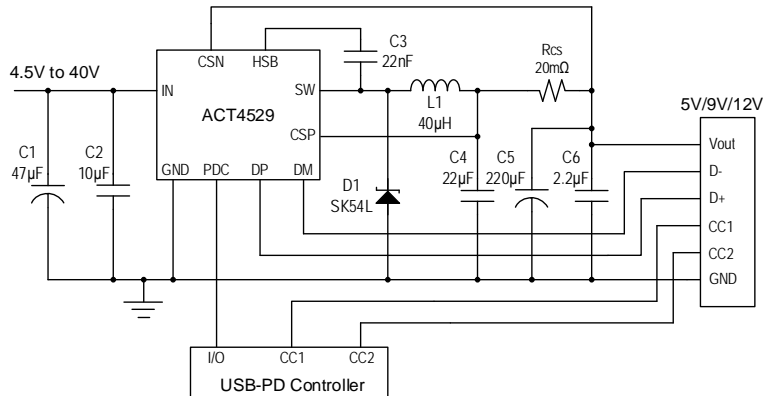 4.5V to 40V
CSN
HSB
IN
SW
ACT4529
CSP
GND
PDC
DP
DM
C1
47µF
C2
10µF
C3
22nF
L1
40µH
Rcs
20mΩ
D1
SK54L
C4
22µF
C5
220µF
C6
2.2µF
5V/9V/12V
Vout
D-
D+
CC1
CC2
GND
I/O
CC1
CC2
USB-PD Controller